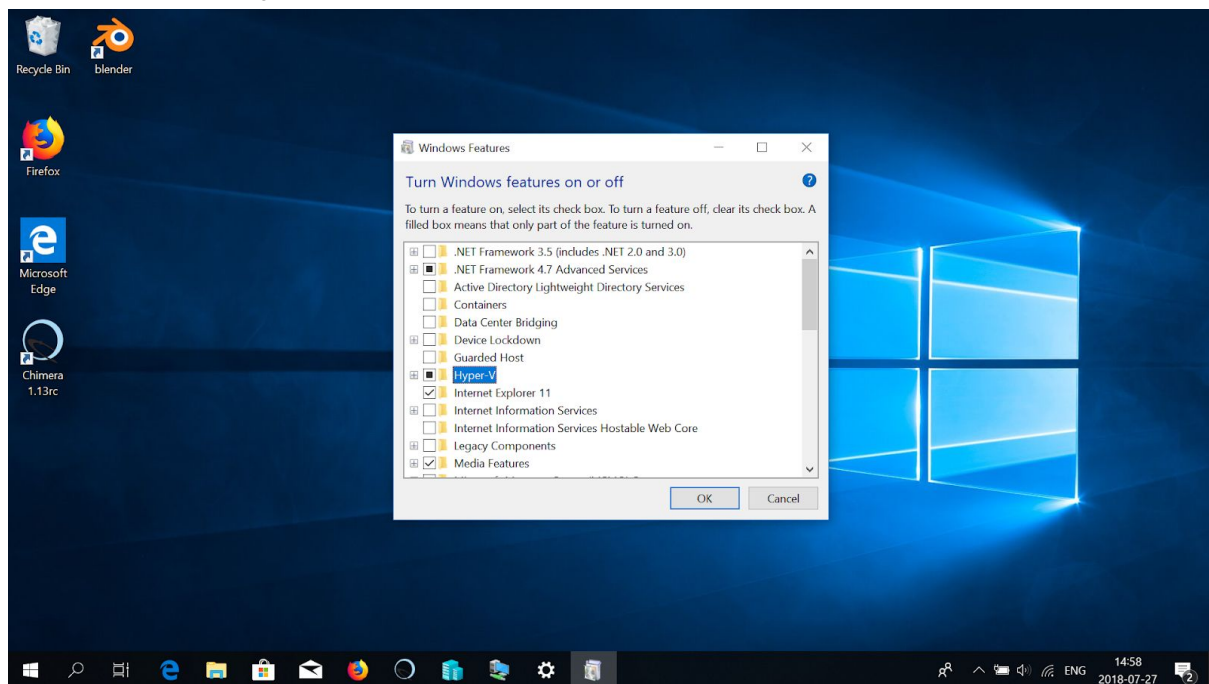 Recycle Bin
blender
Firefox
Microsoft
Edge
Chimera
1.13rc
Windows Features
Turn Windows features on or off
To turn a feature on, select its check box. To turn a feature off, clear its check box. A
filled box means that only part of the feature is turned on.
.NET Framework 3.5 (includes .NET 2.0 and 3.0)
.NET Framework 4.7 Advanced Services
Active Directory Lightweight Directory Services
Containers
Data Center Bridging
Device Lockdown
Guarded Host
Hyper-V
Internet Explorer 11
Internet Information Services
Internet Information Services Hostable Web Core
Legacy Components
Media Features
OK
Cancel
ENG
14:58
2018-07-27
2